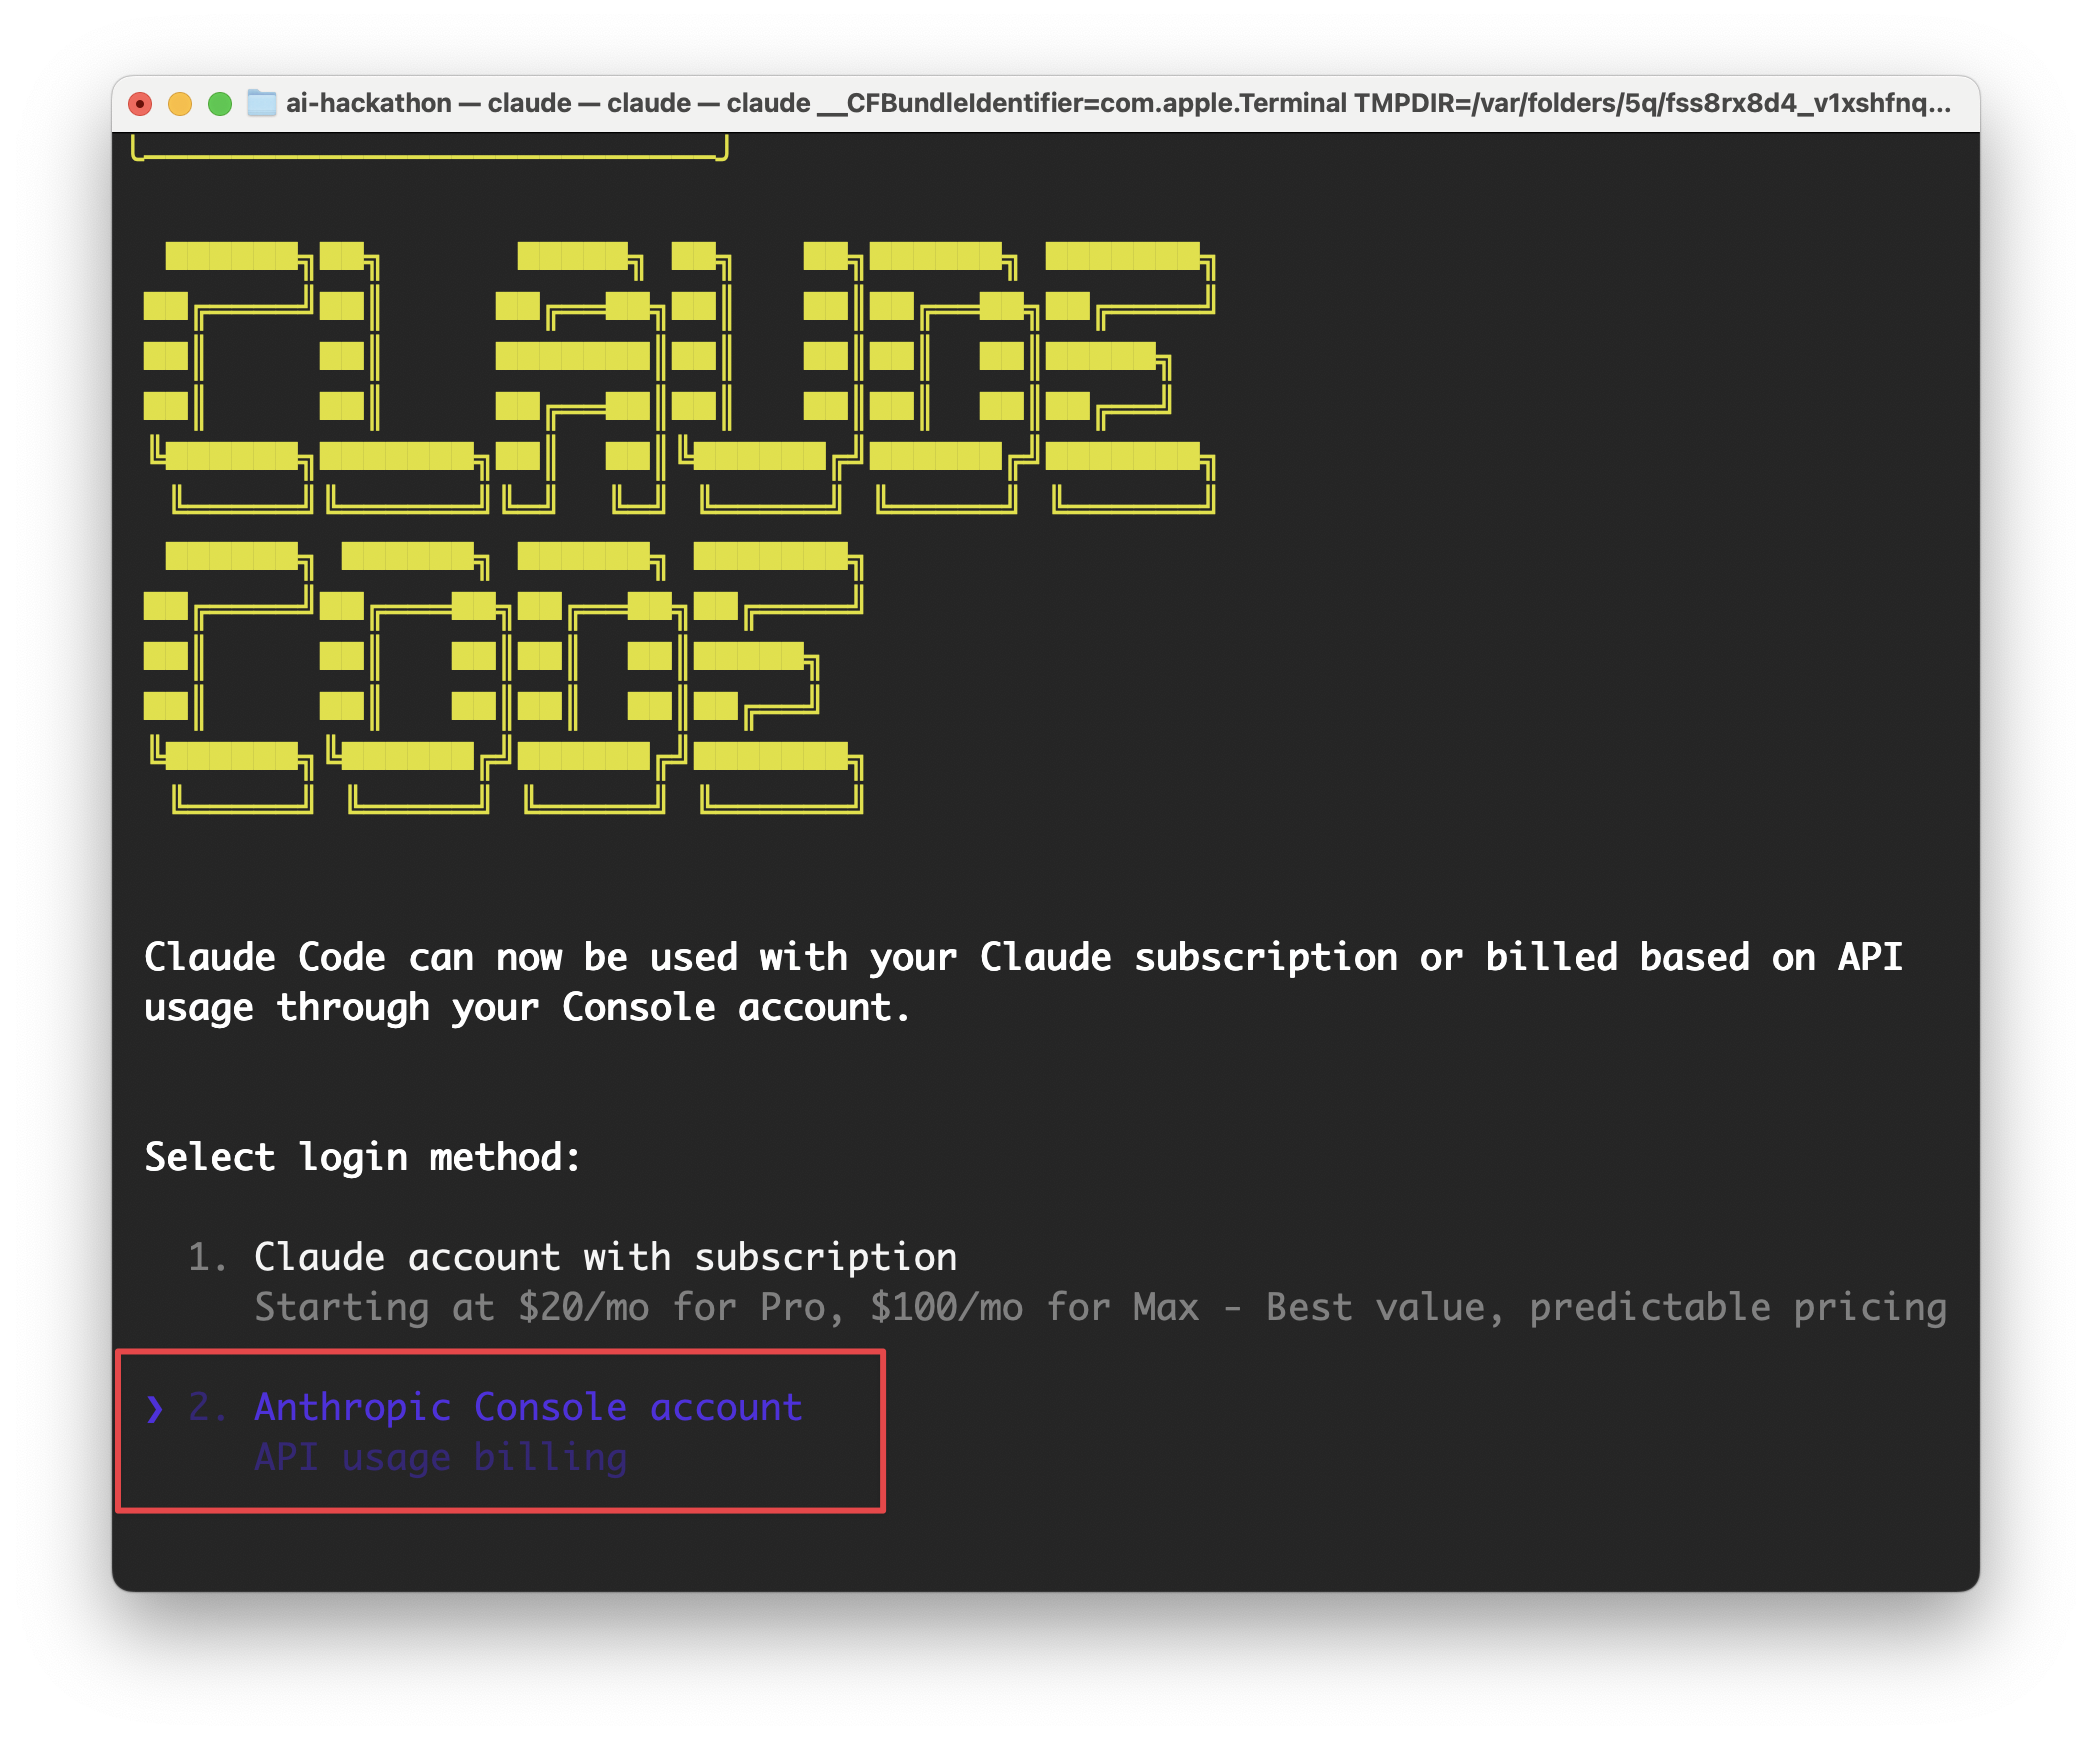 ai-hackathon — claude — claude — claude __CFBundleIdentifier=com.apple.Terminal TMPDIR=/var/folders/5q/fss8rx8d4_v1xshfnq...
CLAUDE
CODE
Claude Code can now be used with your Claude subscription or billed based on API
usage through your Console account.
Select login method:
1. Claude account with subscription
Starting at $20/mo for Pro, $100/mo for Max - Best value, predictable pricing
❯ 2. Anthropic Console account
API usage billing